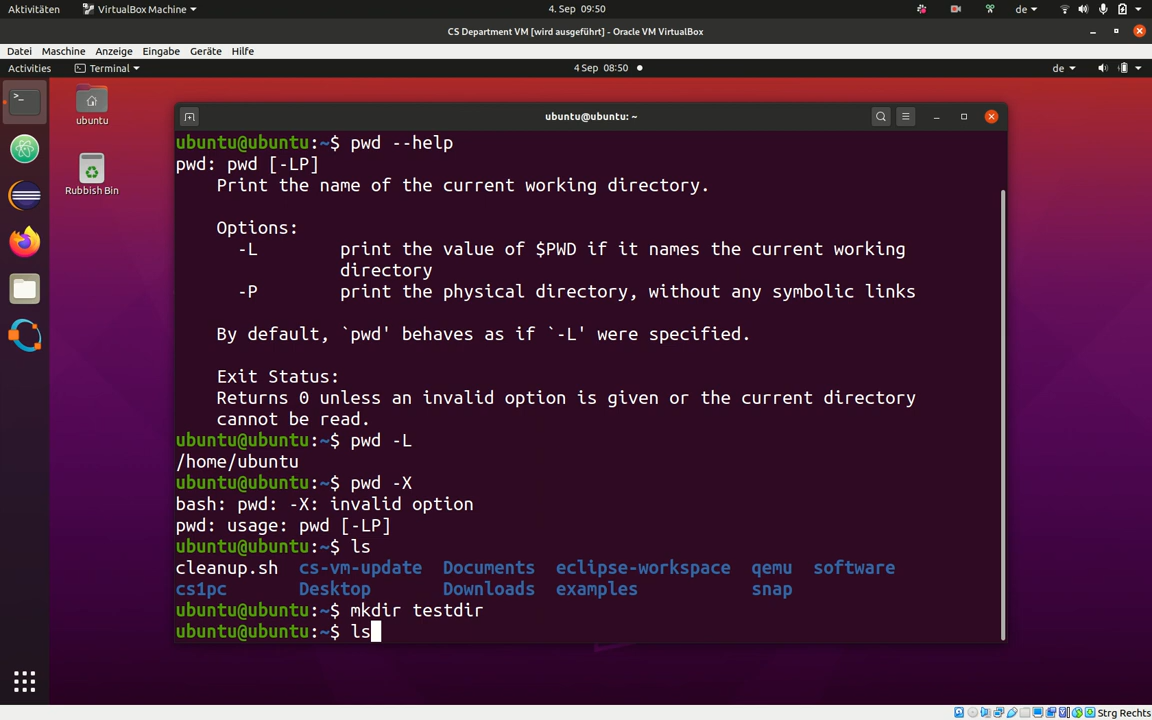 Aktivitäten VirtualBox Machine 4. Sep 09:50 de
CS Department VM [wird ausgeführt] - Oracle VM VirtualBox
Datei Maschine Anzeige Eingabe Geräte Hilfe
Activities Terminal 4 Sep 08:50 de
ubuntu@ubuntu: ~
ubuntu
Rubbish Bin
ubuntu@ubuntu:~$ pwd --help
pwd: pwd [-LP]
Print the name of the current working directory.
Options:
-L print the value of $PWD if it names the current working
directory
-P print the physical directory, without any symbolic links
By default, `pwd' behaves as if `-L' were specified.
Exit Status:
Returns 0 unless an invalid option is given or the current directory
cannot be read.
ubuntu@ubuntu:~$ pwd -L
/home/ubuntu
ubuntu@ubuntu:~$ pwd -X
bash: pwd: -X: invalid option
pwd: usage: pwd [-LP]
ubuntu@ubuntu:~$ ls
cleanup.sh cs-vm-update Documents eclipse-workspace qemu software
cs1pc Desktop Downloads examples snap
ubuntu@ubuntu:~$ mkdir testdir
ubuntu@ubuntu:~$ ls
Strg Rechts